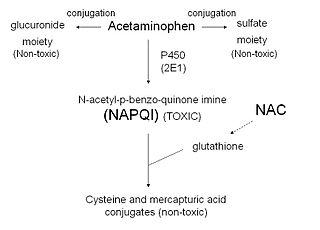 conjugation
conjugation
glucuronide
Acetaminophen
sulfate
moiety
moiety
(Non-toxic)
(Non-toxic)
P450
(2E1)
N-acetyl-p-benzo-quinone imine
(NAPQI) (TOXIC)
NAC
glutathione
Cysteine and mercapturic acid
conjugates (non-toxic)